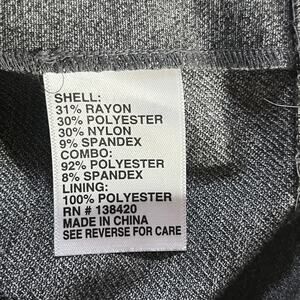 SHELL:
31% RAYON
30% POLYESTER
30% NYLON
9% SPANDEX
COMBO:
92% POLYESTER
8% SPANDEX
LINING:
100% POLYESTER
RN # 138420
MADE IN CHINA
SEE REVERSE FOR CARE